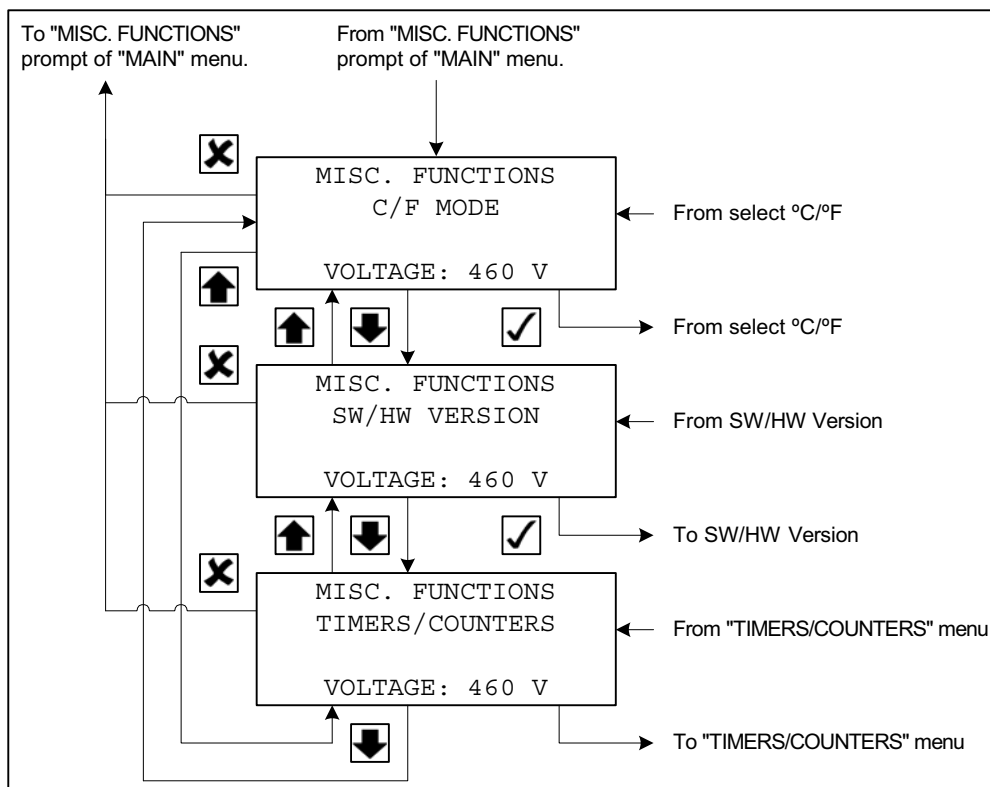 To "MISC. FUNCTIONS"
prompt of "MAIN" menu.
From "MISC. FUNCTIONS"
prompt of "MAIN" menu.
MISC. FUNCTIONS
C/F MODE
VOLTAGE: 460 V
From select ºC/ºF
From select ºC/ºF
MISC. FUNCTIONS
SW/HW VERSION
VOLTAGE: 460 V
From SW/HW Version
To SW/HW Version
MISC. FUNCTIONS
TIMERS/COUNTERS
VOLTAGE: 460 V
From "TIMERS/COUNTERS" menu
To "TIMERS/COUNTERS" menu